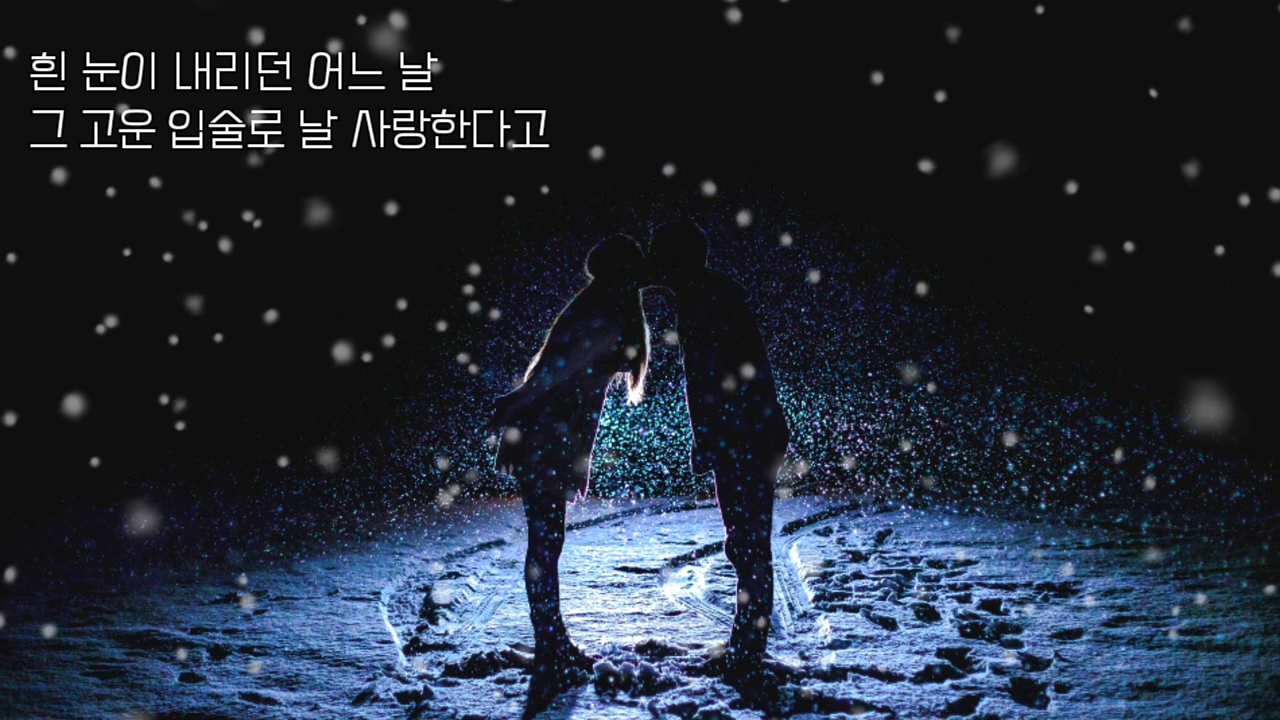 흰 눈이 내리던 어느 날
그 고운 입술로 날 사랑한다고